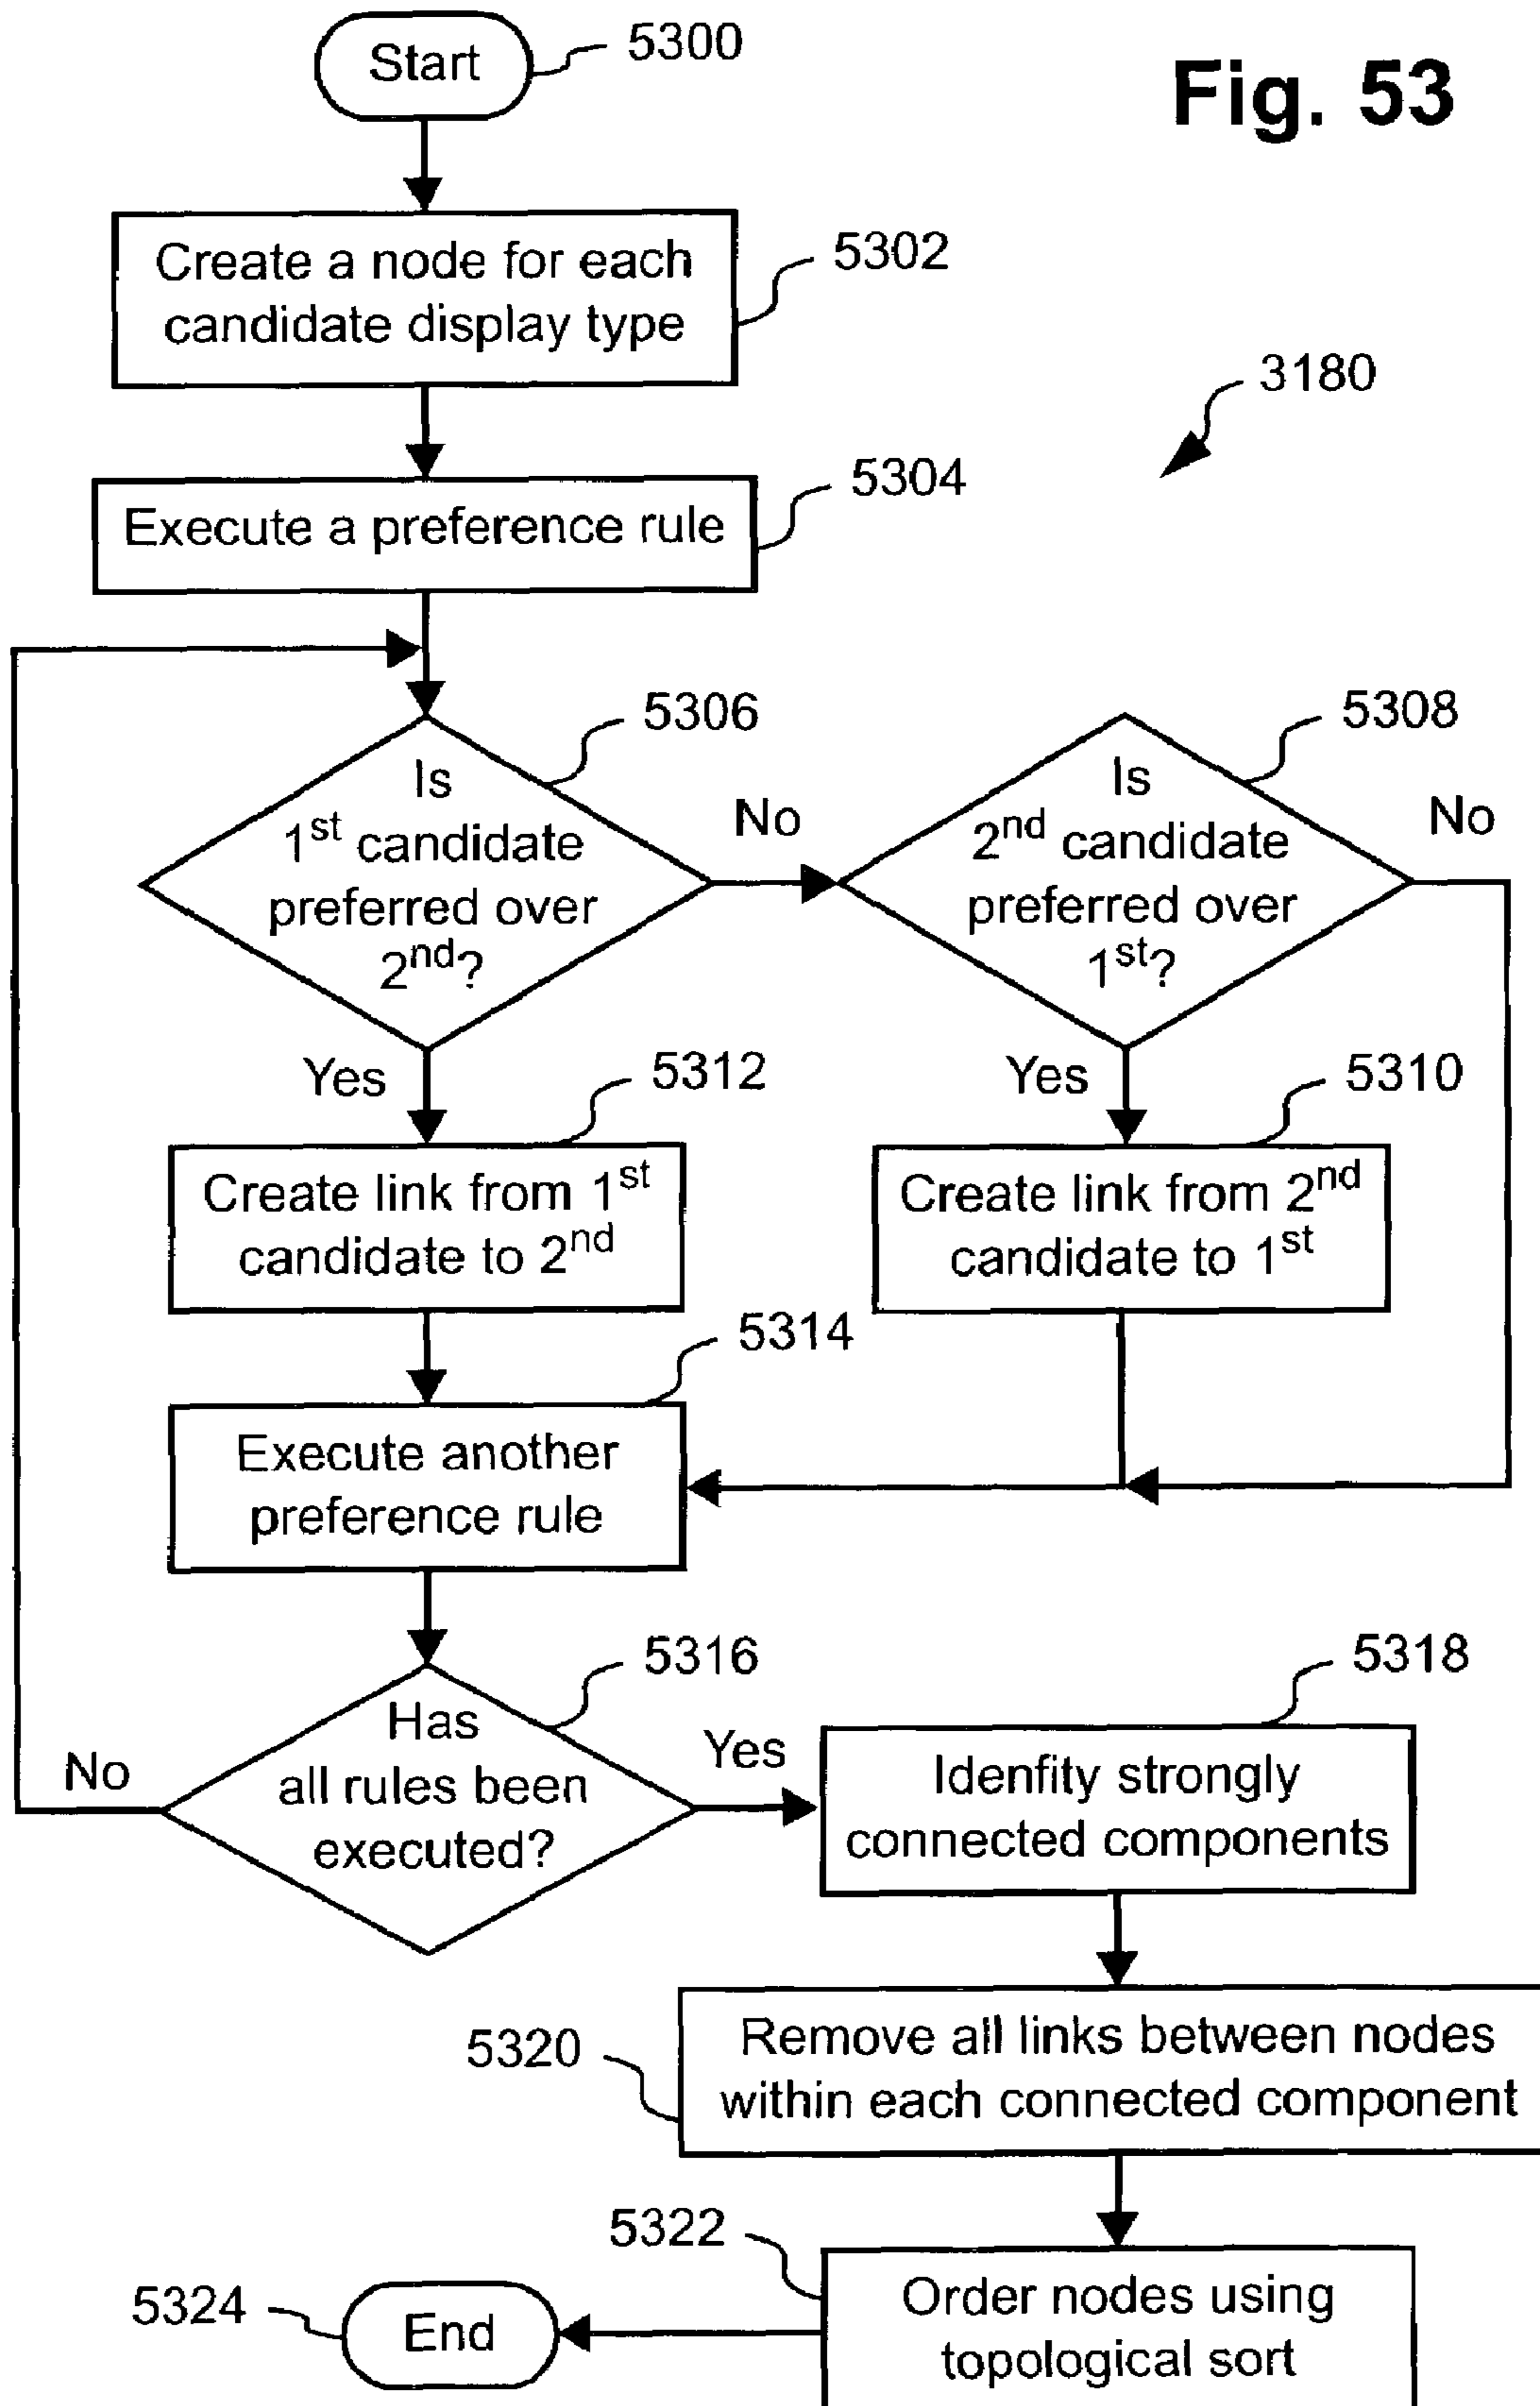 Start
5300
Fig. 53
Create a node for each
candidate display type
5302
3180
Execute a preference rule
5304
5306
Is
1st candidate
preferred over
2nd?
No
5308
Is
2nd candidate
preferred over
1st?
No
Yes
5312
Create link from 1st
candidate to 2nd
Yes
5310
Create link from 2nd
candidate to 1st
5314
Execute another
preference rule
5316
Has
all rules been
executed?
No
Yes
5318
Idenfity strongly
connected components
5320
Remove all links between nodes
within each connected component
5322
Order nodes using
topological sort
5324
End